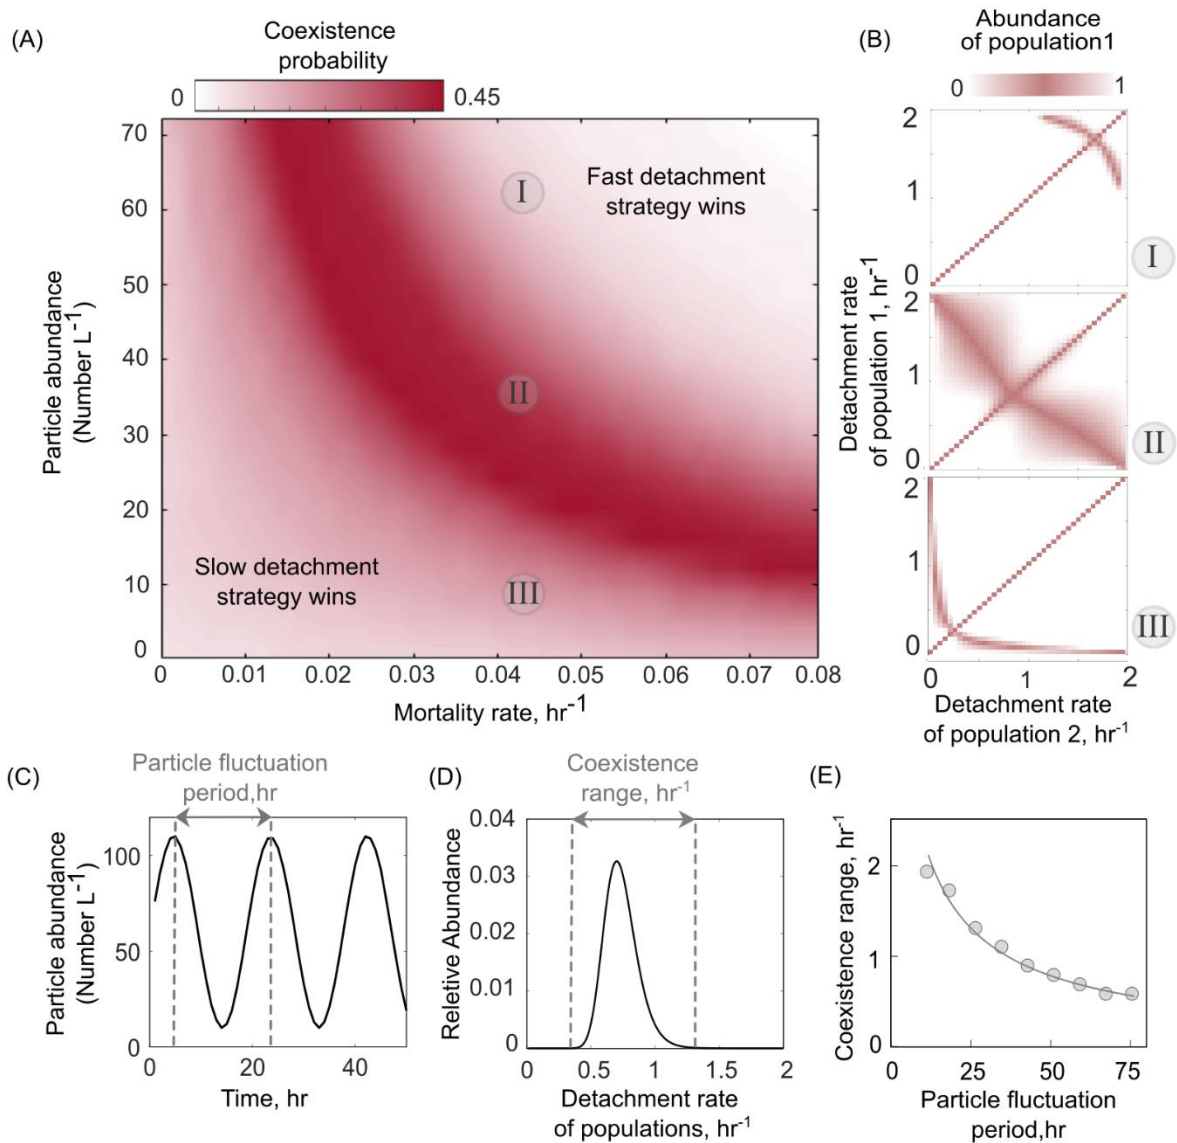 (A)
Coexistence
probability
0
0.45
70
60
50
40
30
20
10
0
Particle abundance
(Number L-1)
I
Fast detachment
strategy wins
II
Slow detachment
strategy wins
III
0
0.01
0.02
0.03
0.04
0.05
0.06
0.07
0.08
Mortality rate, hr-1
(B)
Abundance
of population1
0
1
2
1
0
I
2
1
0
II
2
1
0
III
Detachment rate
of population 1, hr-1
0
1
2
Detachment rate
of population 2, hr-1
(C)
Particle fluctuation
period,hr
100
50
0
Particle abundance
(Number L-1)
0
20
40
Time, hr
(D)
Coexistence
range, hr-1
0.04
0.03
0.02
0.01
0
Reletive Abundance
0
0.5
1
1.5
2
Detachment rate
of populations, hr-1
(E)
2
1
0
Coexistence range, hr-1
0
25
50
75
Particle fluctuation
period,hr